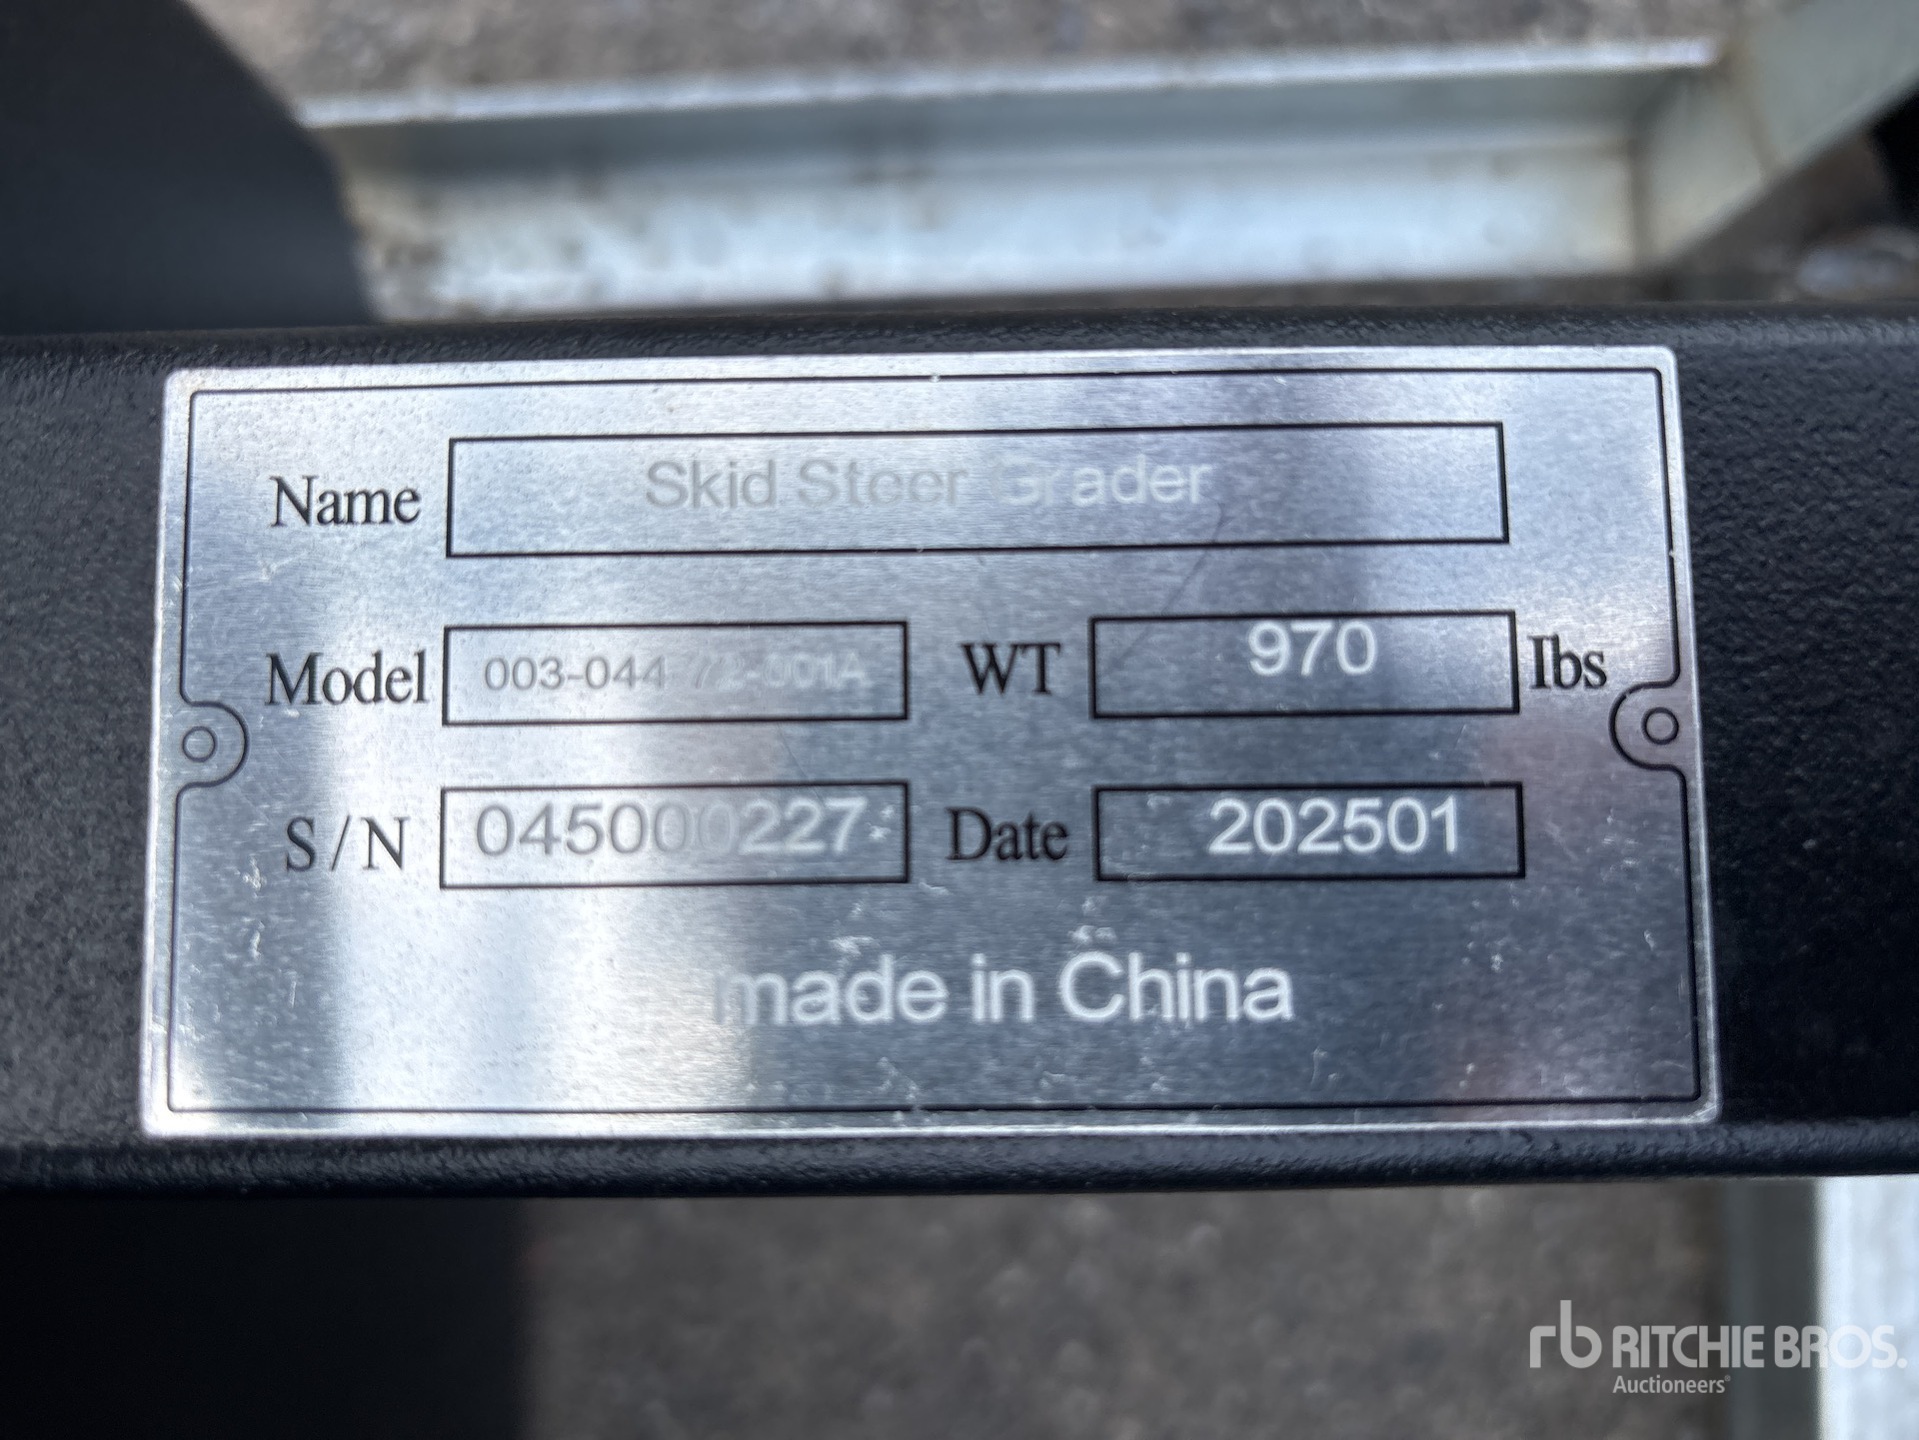 Name Skid Steer Grader
Model 003-044-72-001A WT 970 lbs
S/N 045000227 Date 202501
made in China
rb RITCHIE BROS.
Auctioneers®